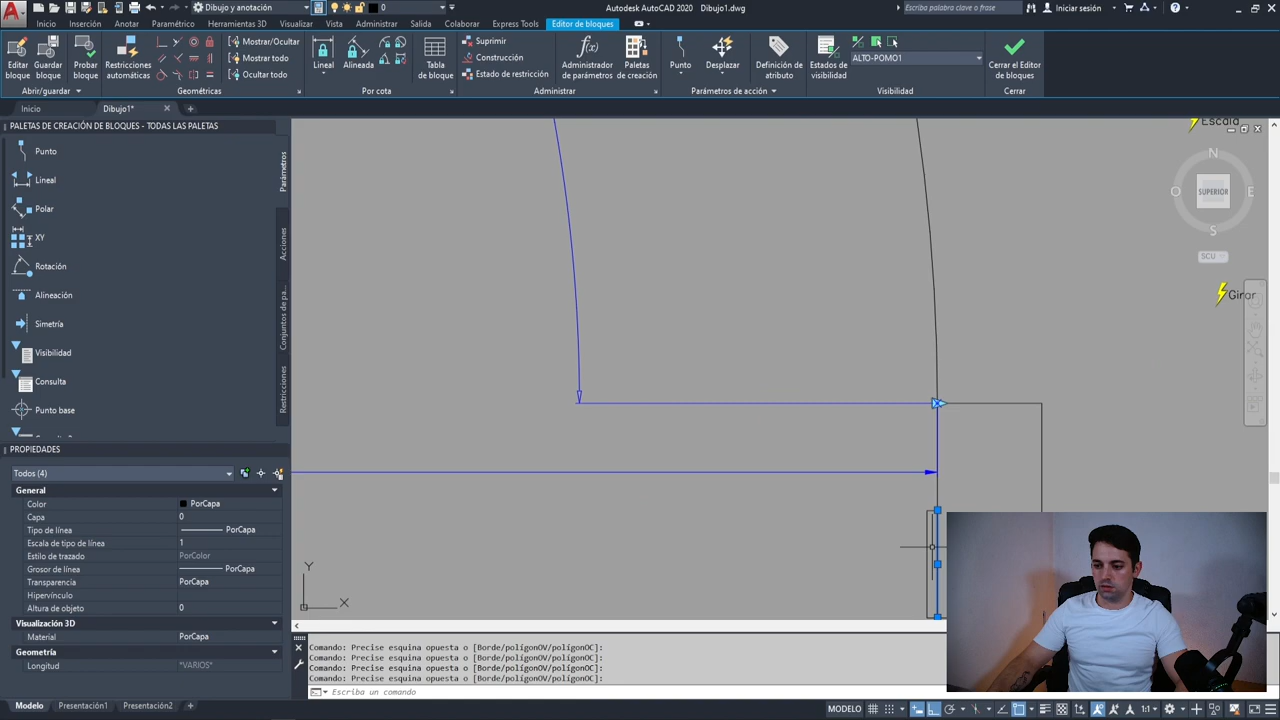 Dibujo y anotación
0
Autodesk AutoCAD 2020 Dibujo1.dwg
Escriba palabra clave o frase
Iniciar sesión
Inicio Insertar Anotar Paramétrico Herramientas 3D Visualizar Vista Administrar Salida Colaborar Express Tools Editor de bloques
Editar bloque
Guardar bloque
Probar bloque
Restricciones automáticas
Mostrar/Ocultar
Mostrar todo
Ocultar todo
Lineal
Alineada
Tabla de bloque
Suprimir
Construcción
Estado de restricción
Administrador de parámetros
Paletas de creación
Punto
Desplazar
Definición de atributo
Estados de visibilidad
ALTO-POMO1
Cerrar el Editor de bloques
Abrir/guardar
Geométricas
Por cota
Administrar
Parámetros de acción
Visibilidad
Cerrar
Inicio
Dibujo1*
PALETAS DE CREACIÓN DE BLOQUES - TODAS LAS PALETAS
Punto
Lineal
Polar
XY
Rotación
Alineación
Simetría
Visibilidad
Consulta
Punto base
Parámetros
Acciones
Conjuntos de pa...
Restricciones
Escala
N
O
SUPERIOR
E
S
SCU
Girar
PROPIEDADES
Todos (4)
General
Color PorCapa
Capa 0
Tipo de línea PorCapa
Escala de tipo de línea 1
Estilo de trazado PorColor
Grosor de línea PorCapa
Transparencia PorCapa
Hipervínculo
Altura de objeto 0
Visualización 3D
Material PorCapa
Geometría
Longitud *VARIOS*
Y
X
Comando: Precise esquina opuesta o [Borde/polígonOV/polígonOC]:
Comando: Precise esquina opuesta o [Borde/polígonOV/polígonOC]:
Comando: Precise esquina opuesta o [Borde/polígonOV/polígonOC]:
Comando: Precise esquina opuesta o [Borde/polígonOV/polígonOC]:
Escriba un comando
Modelo Presentación1 Presentación2
MODELO
1:1